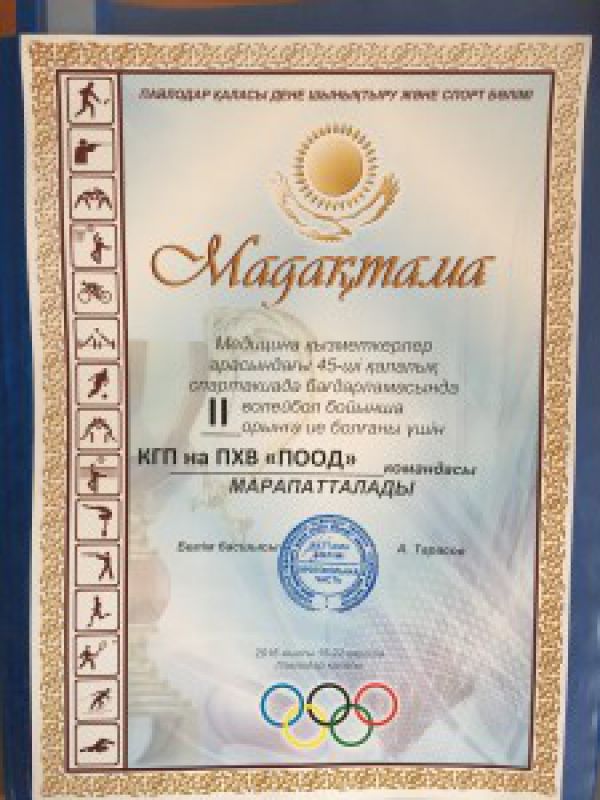 ПАВЛОДАР ҚАЛАСЫ ДЕНЕ ШЫНЫҚТЫРУ ЖӘНЕ СПОРТ БӨЛІМІ
Мадақтама
Медицина қызметкерлер
арасындағы 45-ші қалалық
спартакиада бағдарламасында
II волейбол бойынша
орынға ие болғаны үшін
КГП на ПХВ «ПООД» командасы
МАРАПАТТАЛАДЫ
Бөлім басшысы А. Тарасов
Павлодар қаласы